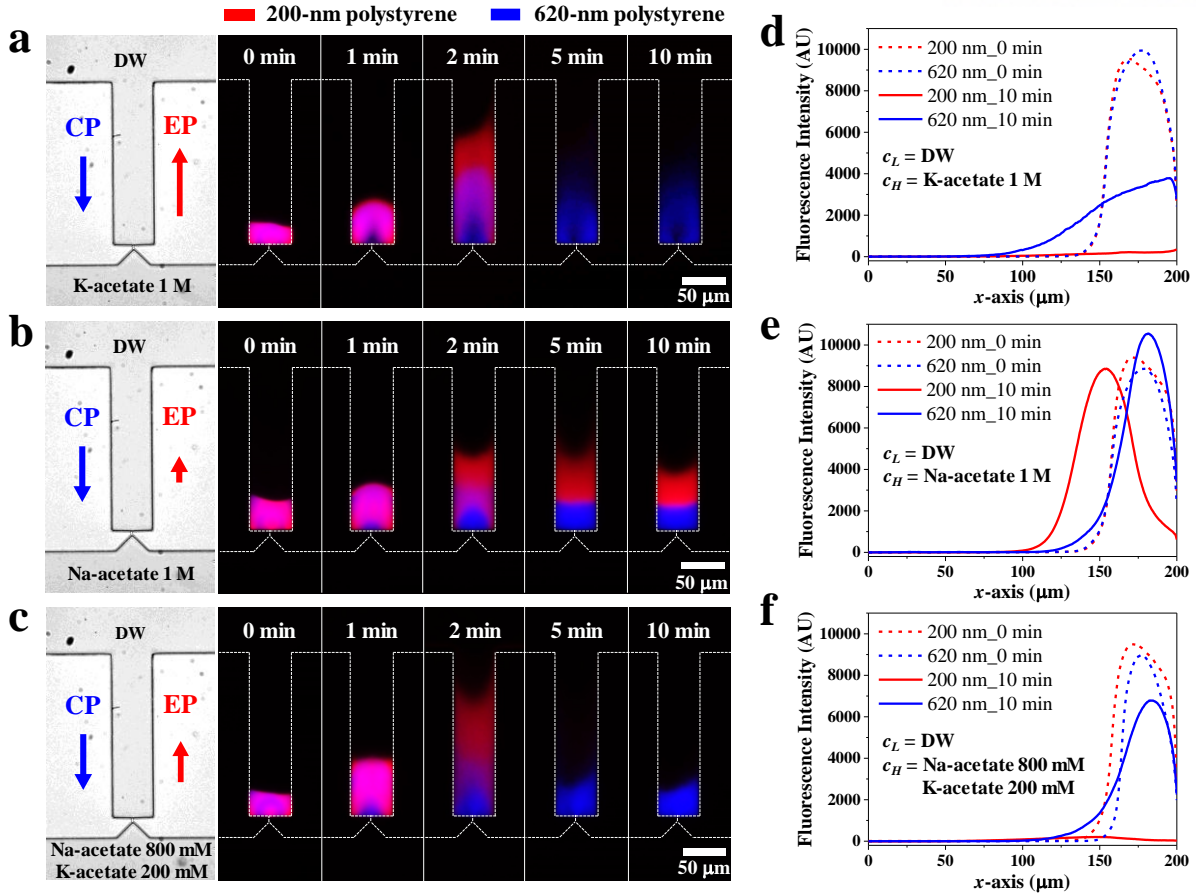 200-nm polystyrene 620-nm polystyrene
a
DW
CP EP
K-acetate 1 M
0 min 1 min 2 min 5 min 10 min
50 μm
b
DW
CP EP
Na-acetate 1 M
0 min 1 min 2 min 5 min 10 min
50 μm
c
DW
CP EP
Na-acetate 800 mM
K-acetate 200 mM
0 min 1 min 2 min 5 min 10 min
50 μm
d
Fluorescence Intensity (AU)
10000
8000
6000
4000
2000
0
200 nm_0 min
620 nm_0 min
200 nm_10 min
620 nm_10 min
c_L = DW
c_H = K-acetate 1 M
0 50 100 150 200
x-axis (μm)
e
Fluorescence Intensity (AU)
10000
8000
6000
4000
2000
0
200 nm_0 min
620 nm_0 min
200 nm_10 min
620 nm_10 min
c_L = DW
c_H = Na-acetate 1 M
0 50 100 150 200
x-axis (μm)
f
Fluorescence Intensity (AU)
10000
8000
6000
4000
2000
0
200 nm_0 min
620 nm_0 min
200 nm_10 min
620 nm_10 min
c_L = DW
c_H = Na-acetate 800 mM
K-acetate 200 mM
0 50 100 150 200
x-axis (μm)